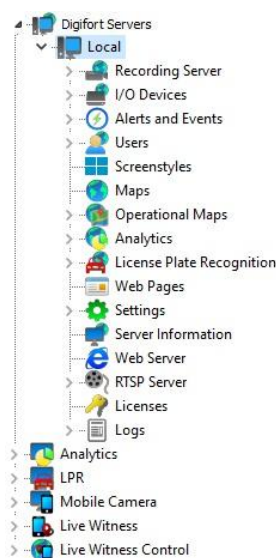 Digifort Servers
Local
Recording Server
I/O Devices
Alerts and Events
Users
Screenstyles
Maps
Operational Maps
Analytics
License Plate Recognition
Web Pages
Settings
Server Information
Web Server
RTSP Server
Licenses
Logs
Analytics
LPR
Mobile Camera
Live Witness
Live Witness Control